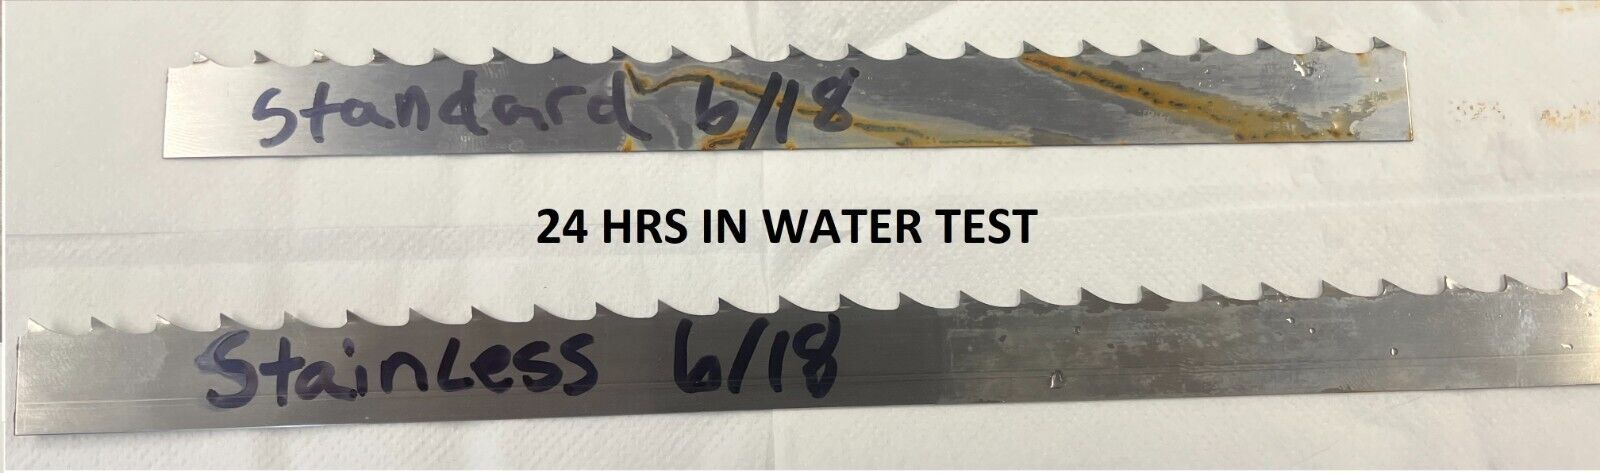 Standard 6/18
24 HRS IN WATER TEST
Stainless 6/18